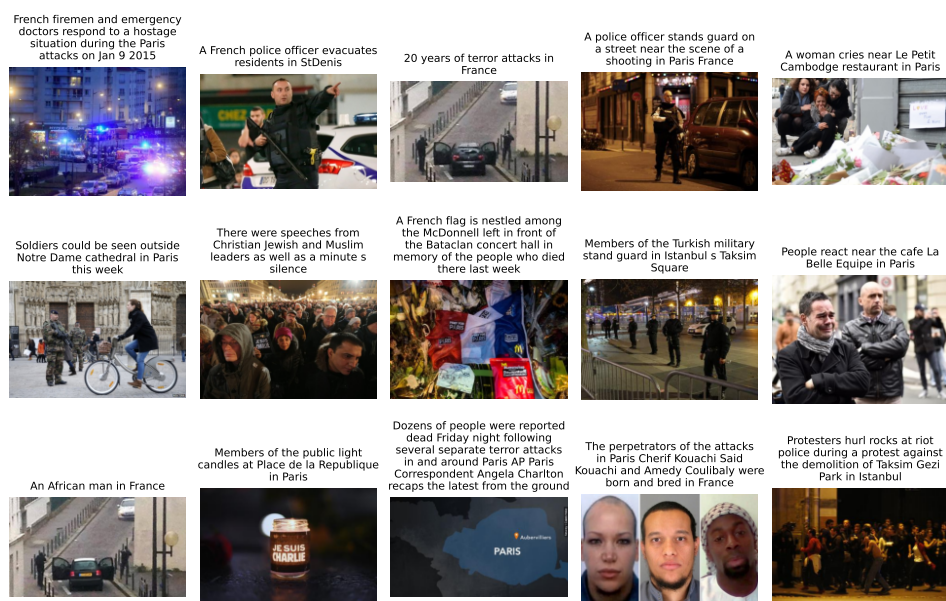 French firemen and emergency
doctors respond to a hostage
situation during the Paris
attacks on Jan 9 2015
A French police officer evacuates
residents in StDenis
CHEZ
20 years of terror attacks in
France
A police officer stands guard on
a street near the scene of a
shooting in Paris France
A woman cries near Le Petit
Cambodge restaurant in Paris
Soldiers could be seen outside
Notre Dame cathedral in Paris
this week
There were speeches from
Christian Jewish and Muslim
leaders as well as a minute s
silence
A French flag is nestled among
the McDonnell left in front of
the Bataclan concert hall in
memory of the people who died
there last week
Members of the Turkish military
stand guard in Istanbul s Taksim
Square
People react near the cafe La
Belle Equipe in Paris
An African man in France
Members of the public light
candles at Place de la Republique
in Paris
JE SUIS
CHARLIE
Dozens of people were reported
dead Friday night following
several separate terror attacks
in and around Paris AP Paris
Correspondent Angela Charlton
recaps the latest from the ground
Aubervilliers
PARIS
The perpetrators of the attacks
in Paris Cherif Kouachi Said
Kouachi and Amedy Coulibaly were
born and bred in France
Protesters hurl rocks at riot
police during a protest against
the demolition of Taksim Gezi
Park in Istanbul